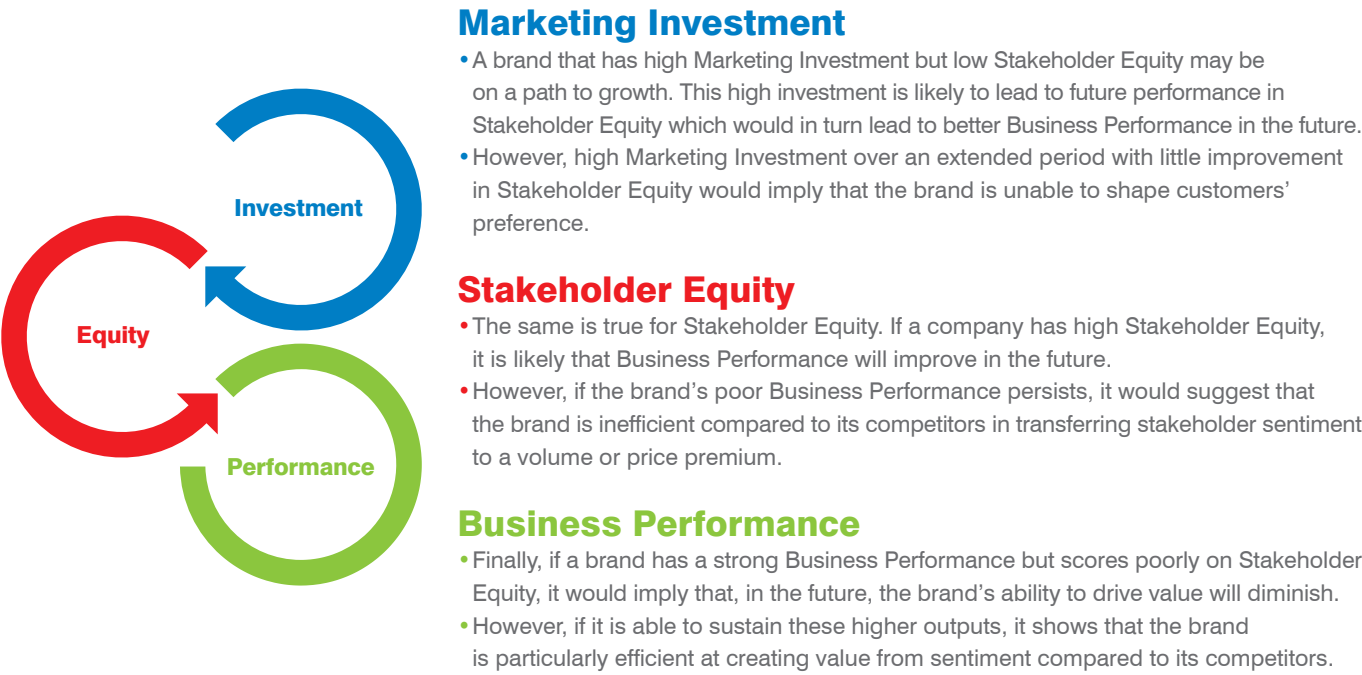 Marketing Investment
•A brand that has high Marketing Investment but low Stakeholder Equity may be
on a path to growth. This high investment is likely to lead to future performance in
Stakeholder Equity which would in turn lead to better Business Performance in the future.
•However, high Marketing Investment over an extended period with little improvement
in Stakeholder Equity would imply that the brand is unable to shape customers’
preference.
Investment
Stakeholder Equity
•The same is true for Stakeholder Equity. If a company has high Stakeholder Equity,
it is likely that Business Performance will improve in the future.
•However, if the brand’s poor Business Performance persists, it would suggest that
the brand is inefficient compared to its competitors in transferring stakeholder sentiment
to a volume or price premium.
Equity
Performance
Business Performance
•Finally, if a brand has a strong Business Performance but scores poorly on Stakeholder
Equity, it would imply that, in the future, the brand’s ability to drive value will diminish.
•However, if it is able to sustain these higher outputs, it shows that the brand
is particularly efficient at creating value from sentiment compared to its competitors.